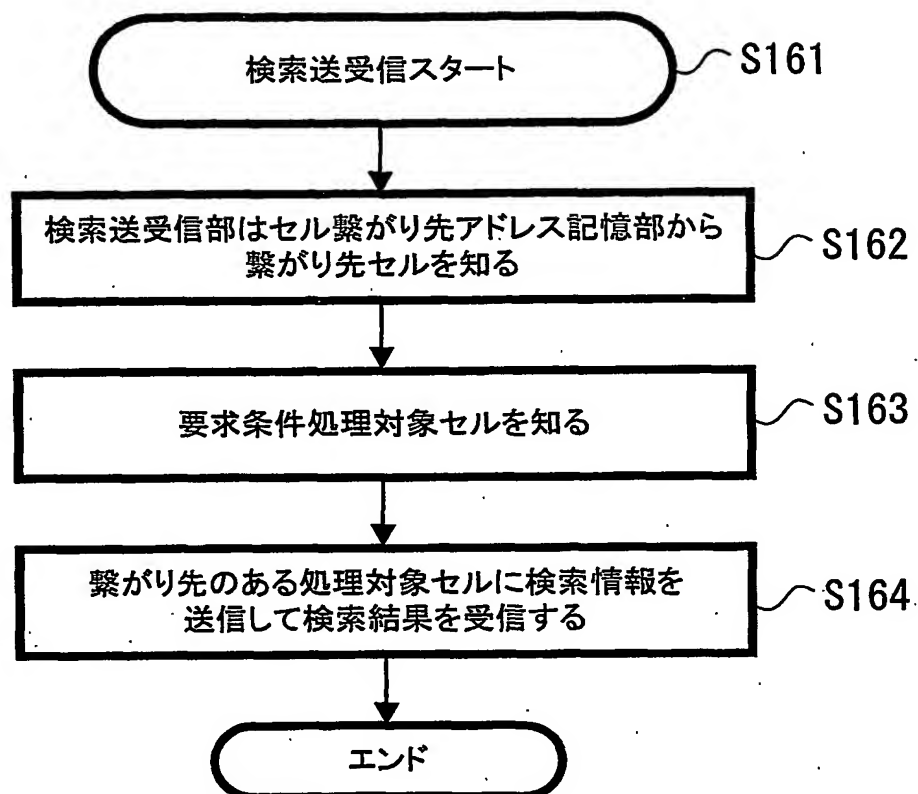 検索送受信スタート
S161
検索送受信部はセル繋がり先アドレス記憶部から
繋がり先セルを知る
S162
要求条件処理対象セルを知る
S163
繋がり先のある処理対象セルに検索情報を
送信して検索結果を受信する
S164
エンド